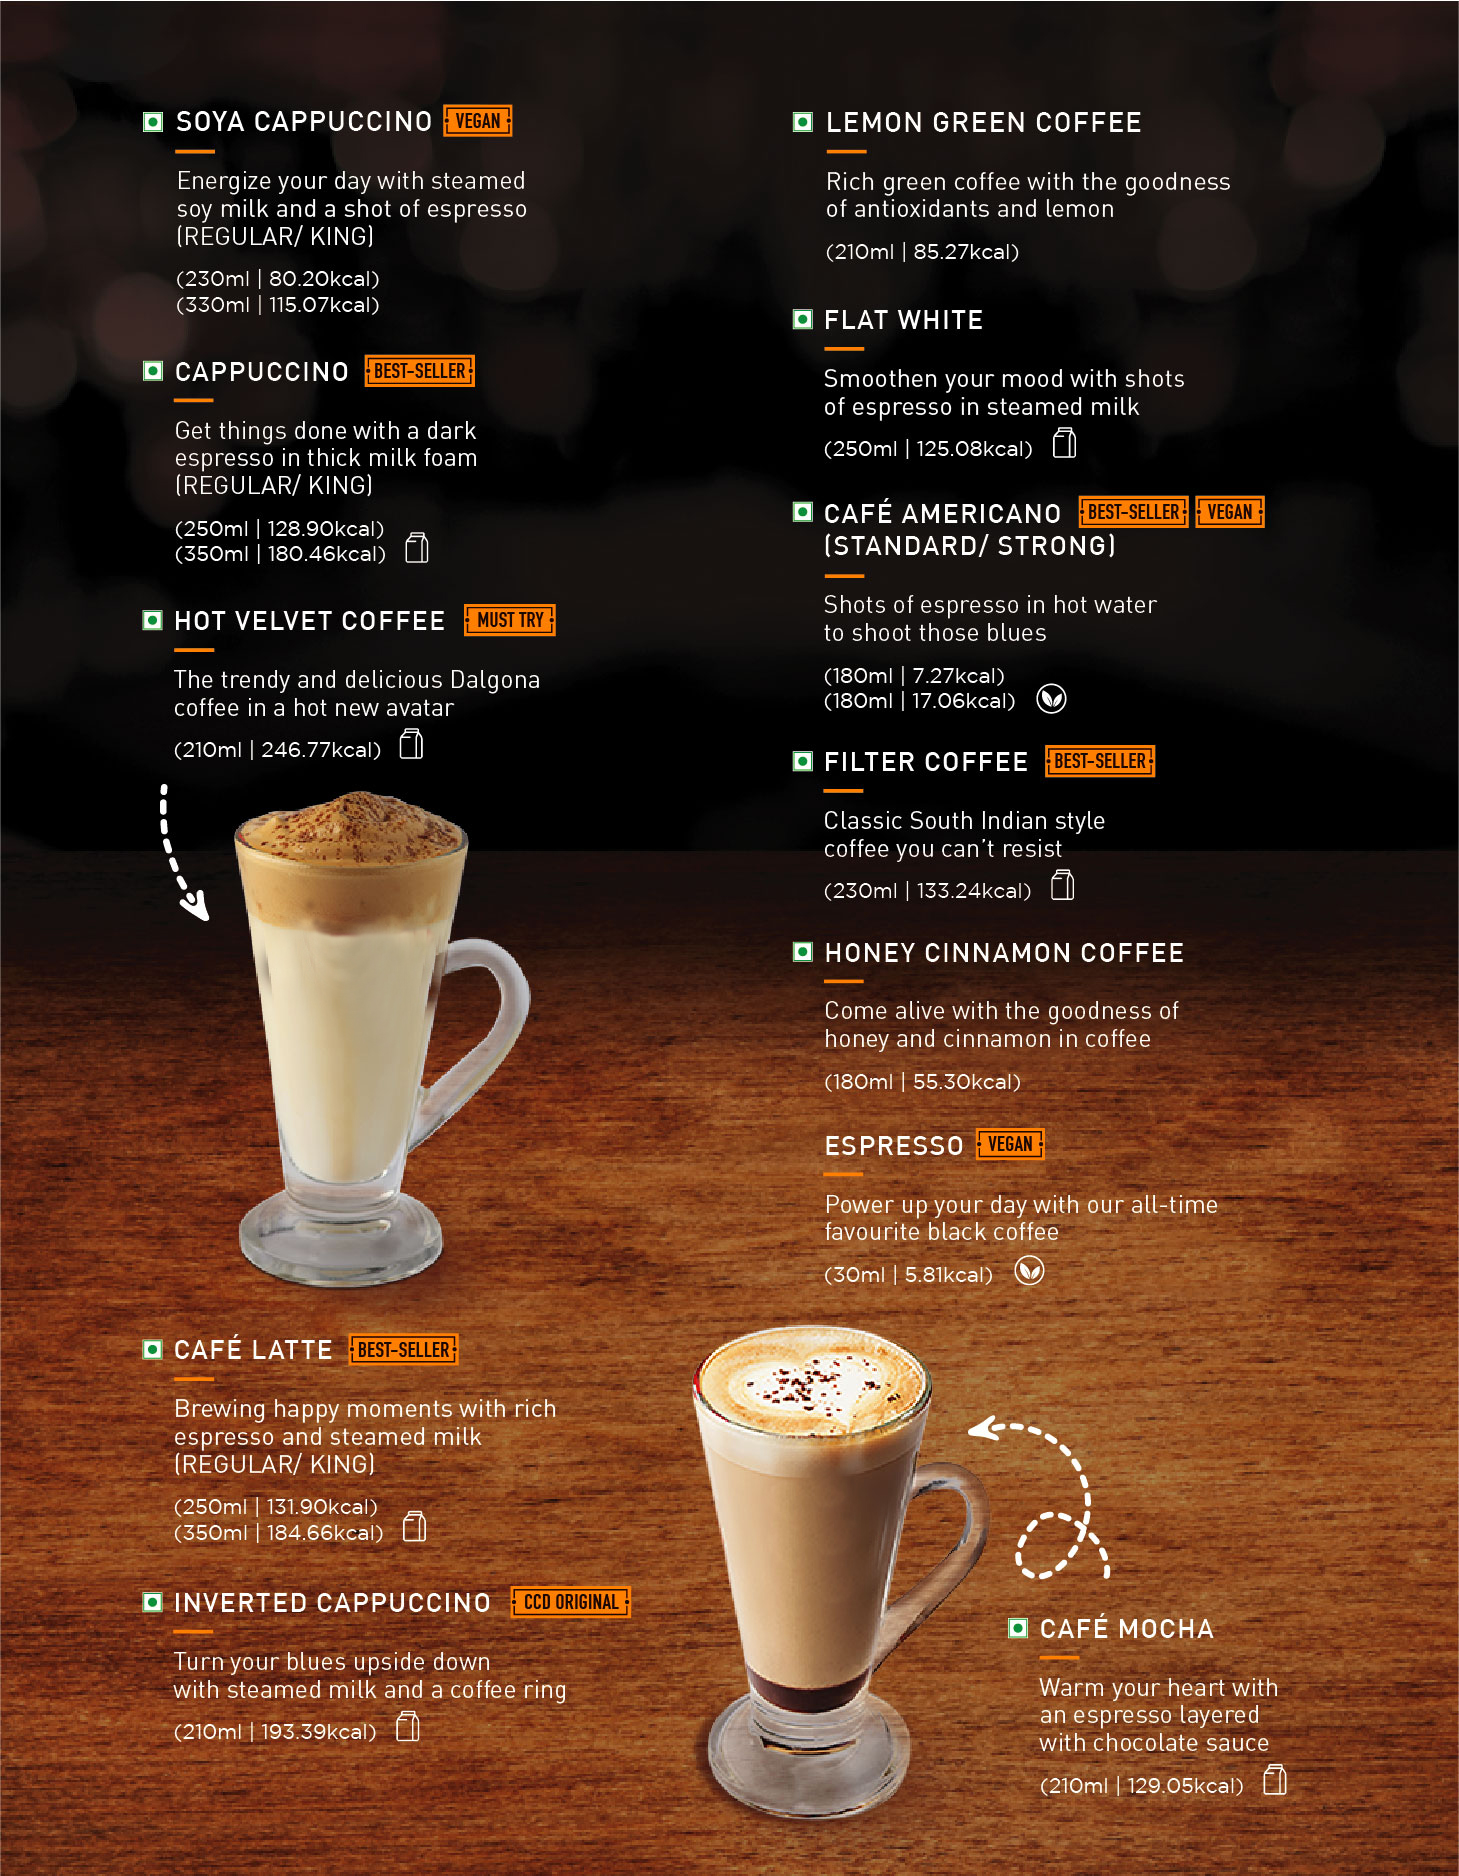 SOYA CAPPUCCINO VEGAN
Energize your day with steamed
soy milk and a shot of espresso
(REGULAR/ KING)
(230ml | 80.20kcal)
(330ml | 115.07kcal)
CAPPUCCINO BEST-SELLER
Get things done with a dark
espresso in thick milk foam
(REGULAR/ KING)
(250ml | 128.90kcal)
(350ml | 180.46kcal)
HOT VELVET COFFEE MUST TRY
The trendy and delicious Dalgona
coffee in a hot new avatar
(210ml | 246.77kcal)
CAFÉ LATTE BEST-SELLER
Brewing happy moments with rich
espresso and steamed milk
(REGULAR/ KING)
(250ml | 131.90kcal)
(350ml | 184.66kcal)
INVERTED CAPPUCCINO CCD ORIGINAL
Turn your blues upside down
with steamed milk and a coffee ring
(210ml | 193.39kcal)
LEMON GREEN COFFEE
Rich green coffee with the goodness
of antioxidants and lemon
(210ml | 85.27kcal)
FLAT WHITE
Smoothen your mood with shots
of espresso in steamed milk
(250ml | 125.08kcal)
CAFÉ AMERICANO BEST-SELLER VEGAN
(STANDARD/ STRONG)
Shots of espresso in hot water
to shoot those blues
(180ml | 7.27kcal)
(180ml | 17.06kcal)
FILTER COFFEE BEST-SELLER
Classic South Indian style
coffee you can't resist
(230ml | 133.24kcal)
HONEY CINNAMON COFFEE
Come alive with the goodness of
honey and cinnamon in coffee
(180ml | 55.30kcal)
ESPRESSO VEGAN
Power up your day with our all-time
favourite black coffee
(30ml | 5.81kcal)
CAFÉ MOCHA
Warm your heart with
an espresso layered
with chocolate sauce
(210ml | 129.05kcal)